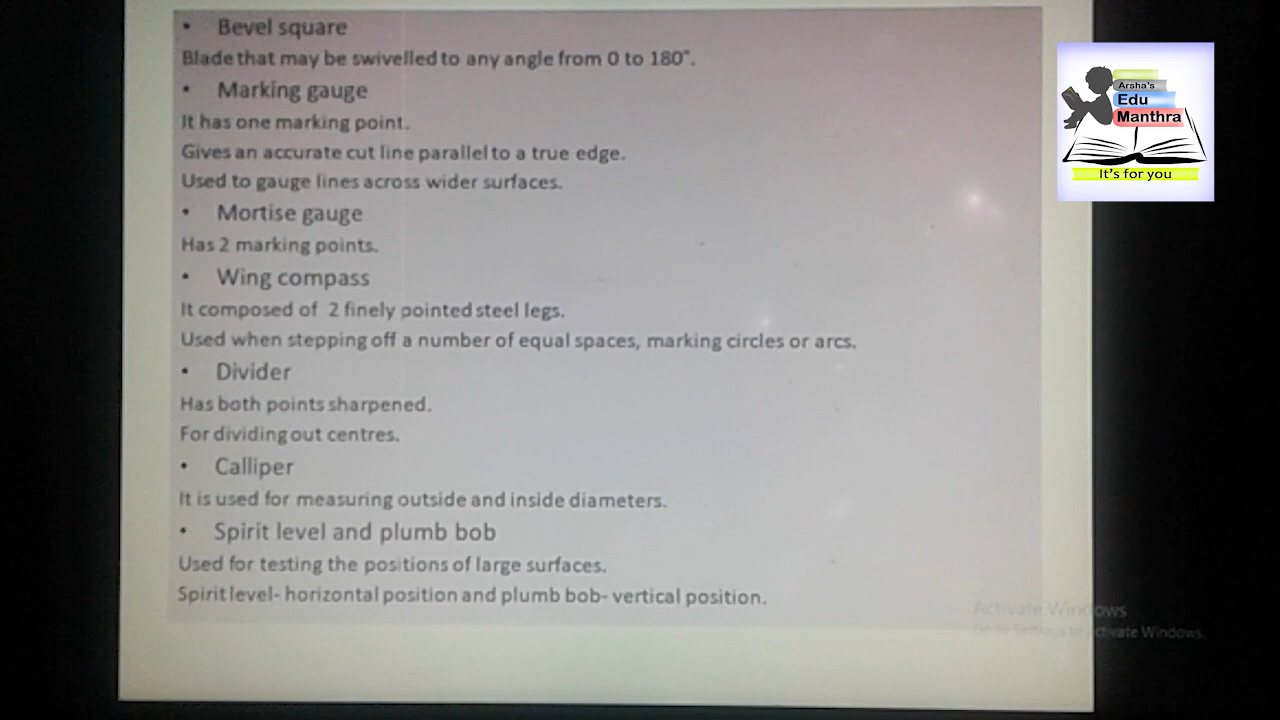 • Bevel square
Blade that may be swivelled to any angle from 0 to 180°.
• Marking gauge
It has one marking point.
Gives an accurate cut line parallel to a true edge.
Used to gauge lines across wider surfaces.
• Mortise gauge
Has 2 marking points.
• Wing compass
It composed of 2 finely pointed steel legs.
Used when stepping off a number of equal spaces, marking circles or arcs.
• Divider
Has both points sharpened.
For dividing out centres.
• Calliper
It is used for measuring outside and inside diameters.
• Spirit level and plumb bob
Used for testing the positions of large surfaces.
Spirit level- horizontal position and plumb bob- vertical position.
Arsha's
Edu
Manthra
It's for you
Activate Windows
Activate Windows.